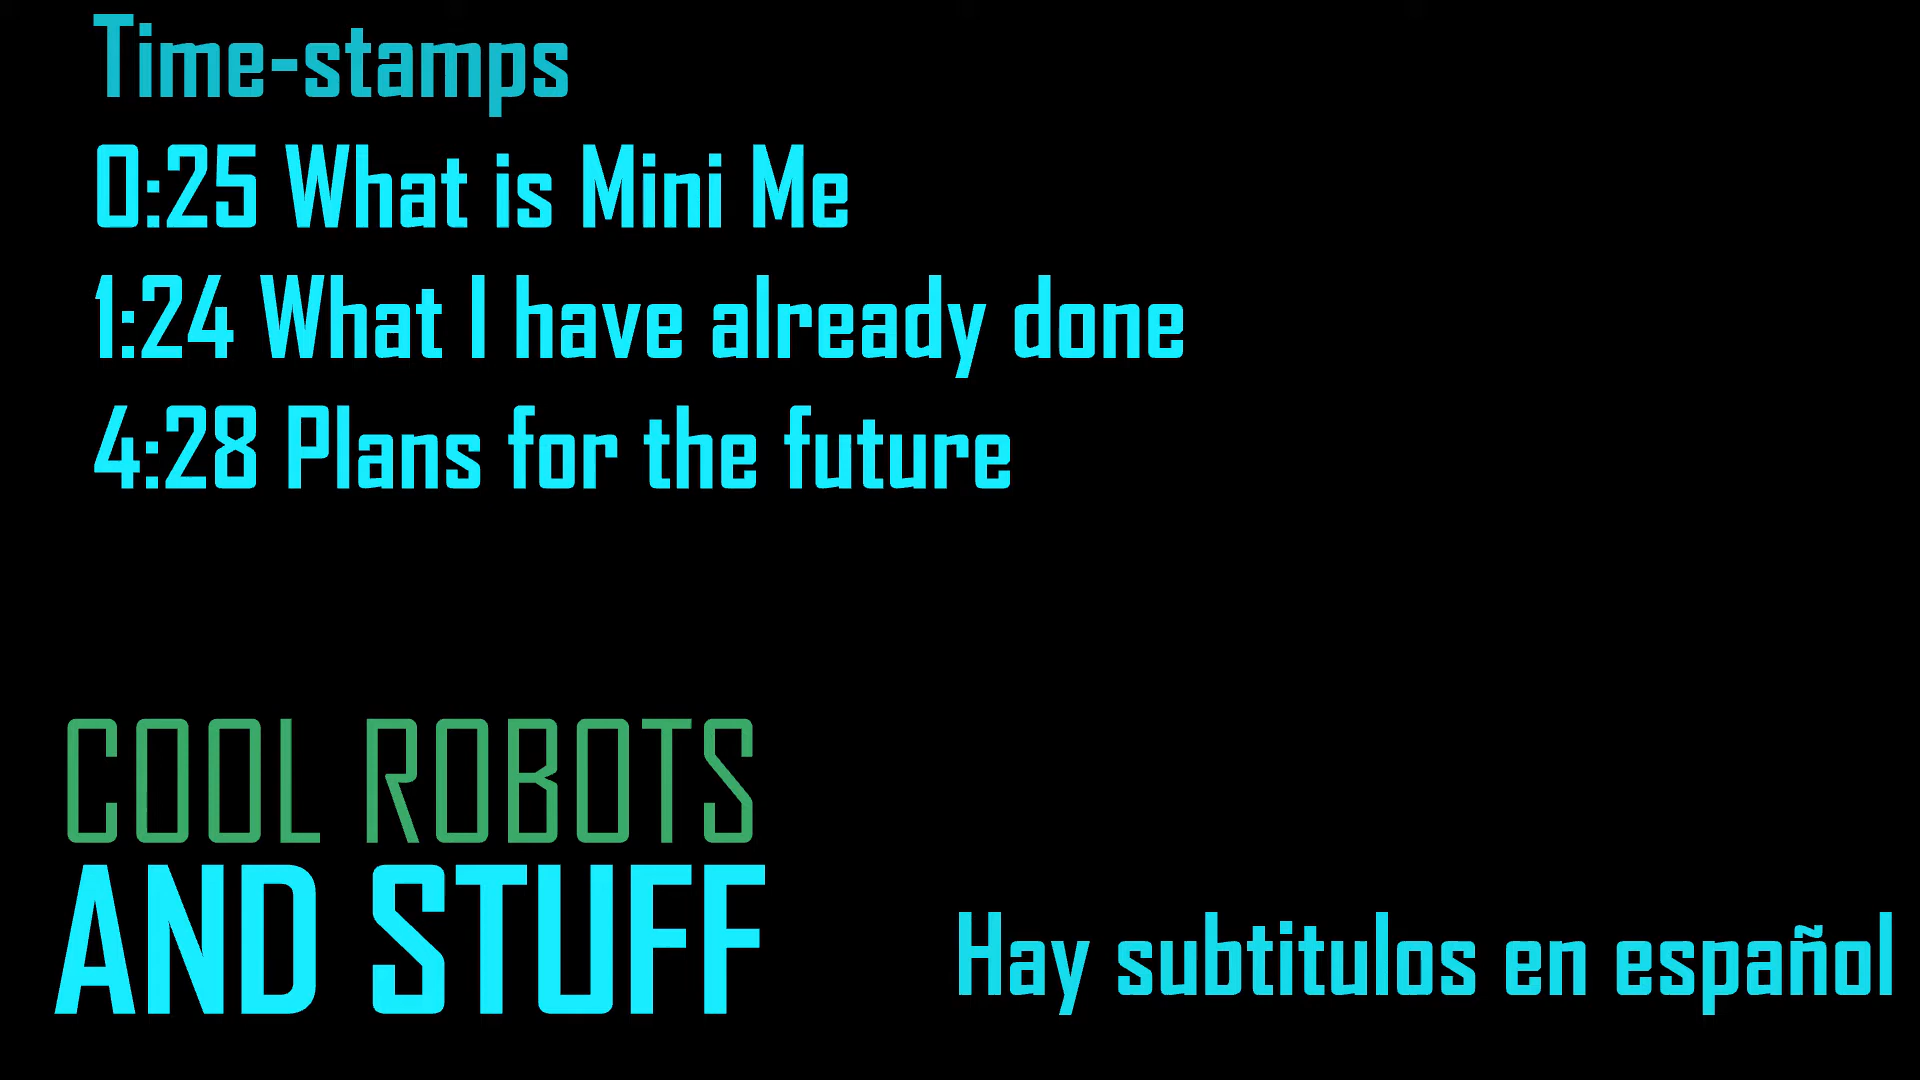 Time-stamps
0:25 What is Mini Me
1:24 What I have already done
4:28 Plans for the future
COOL ROBOTS
AND STUFF
Hay subtitulos en español